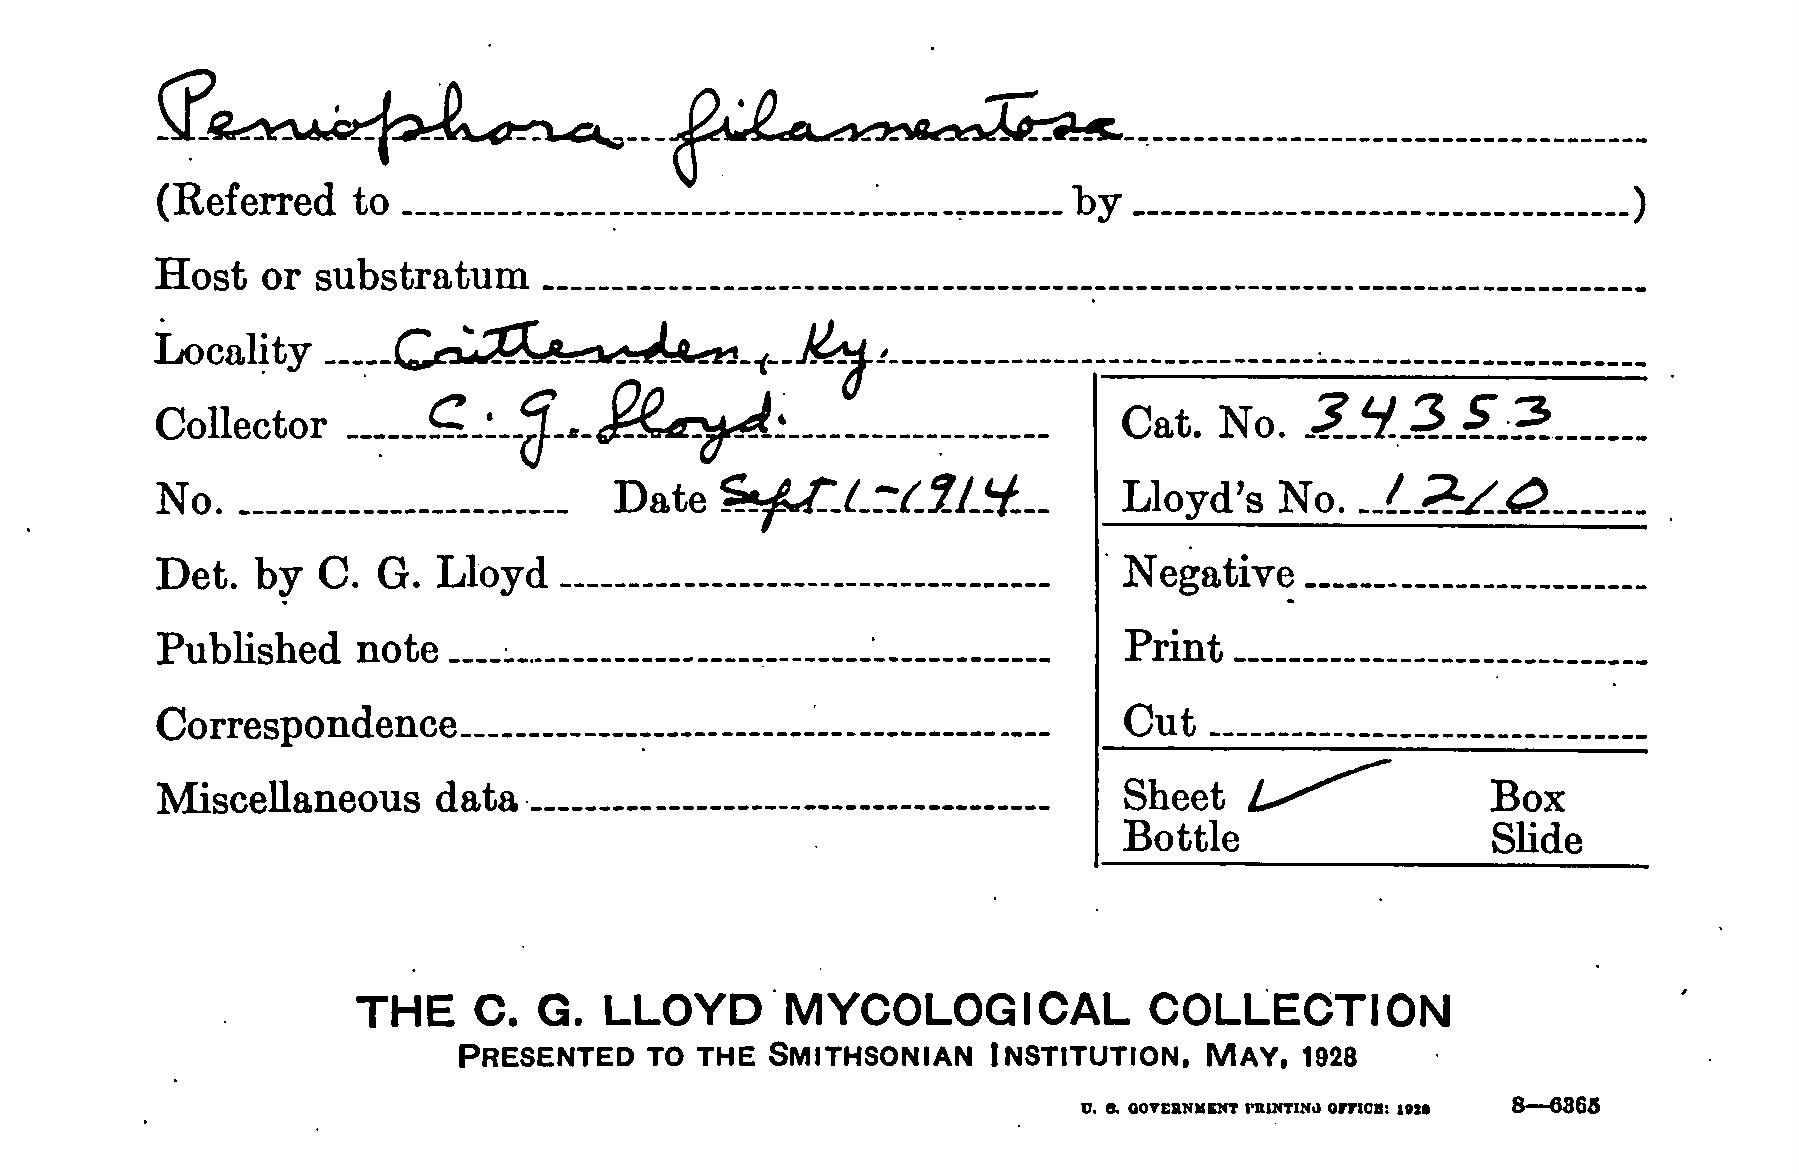 Peniophora filamentosa
(Referred to by )
Host or substratum
Locality Crittenden, Ky.
Collector C. G. Lloyd.
Cat. No. 34353
No. Date Sept 1-1914
Lloyd's No. 1210
Det. by C. G. Lloyd
Negative
Published note
Print
Correspondence
Cut
Miscellaneous data
Sheet ✓ Box
Bottle Slide
THE C. G. LLOYD MYCOLOGICAL COLLECTION
PRESENTED TO THE SMITHSONIAN INSTITUTION, MAY, 1928
U. S. GOVERNMENT PRINTING OFFICE: 1928 8—6365